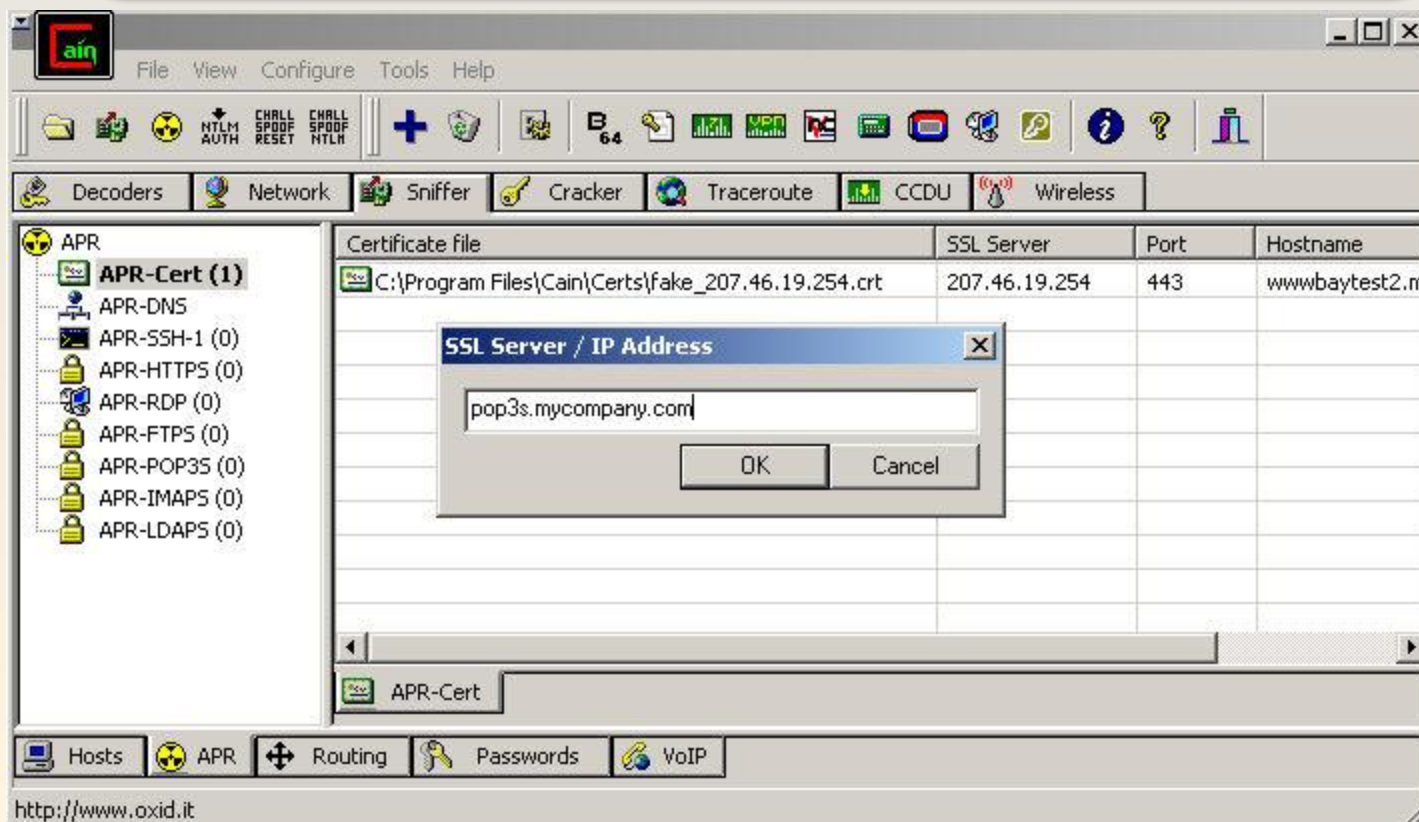 Cain
File View Configure Tools Help
NTLM AUTH
CHALL SPOOF RESET
CHALL SPOOF NTLM
B64
VPN
Decoders Network Sniffer Cracker Traceroute CCDU Wireless
APR
APR-Cert (1)
APR-DNS
APR-SSH-1 (0)
APR-HTTPS (0)
APR-RDP (0)
APR-FTPS (0)
APR-POP3S (0)
APR-IMAPS (0)
APR-LDAPS (0)
Certificate file SSL Server Port Hostname
C:\Program Files\Cain\Certs\fake_207.46.19.254.crt 207.46.19.254 443 wwwbaytest2.m
SSL Server / IP Address
pop3s.mycompany.com
OK Cancel
APR-Cert
Hosts APR Routing Passwords VoIP
http://www.oxid.it